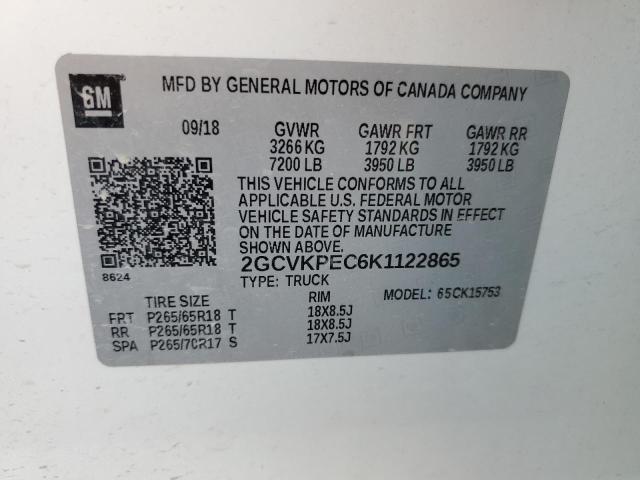 GM
MFD BY GENERAL MOTORS OF CANADA COMPANY
09/18 GVWR GAWR FRT GAWR RR
3266 KG 1792 KG 1792 KG
7200 LB 3950 LB 3950 LB
THIS VEHICLE CONFORMS TO ALL
APPLICABLE U.S. FEDERAL MOTOR
VEHICLE SAFETY STANDARDS IN EFFECT
ON THE DATE OF MANUFACTURE
SHOWN ABOVE.
8624
2GCVKPEC6K1122865
TYPE: TRUCK MODEL: 65CK15753
TIRE SIZE RIM
FRT P265/65R18 T 18X8.5J
RR P265/65R18 T 18X8.5J
SPA P265/70R17 S 17X7.5J